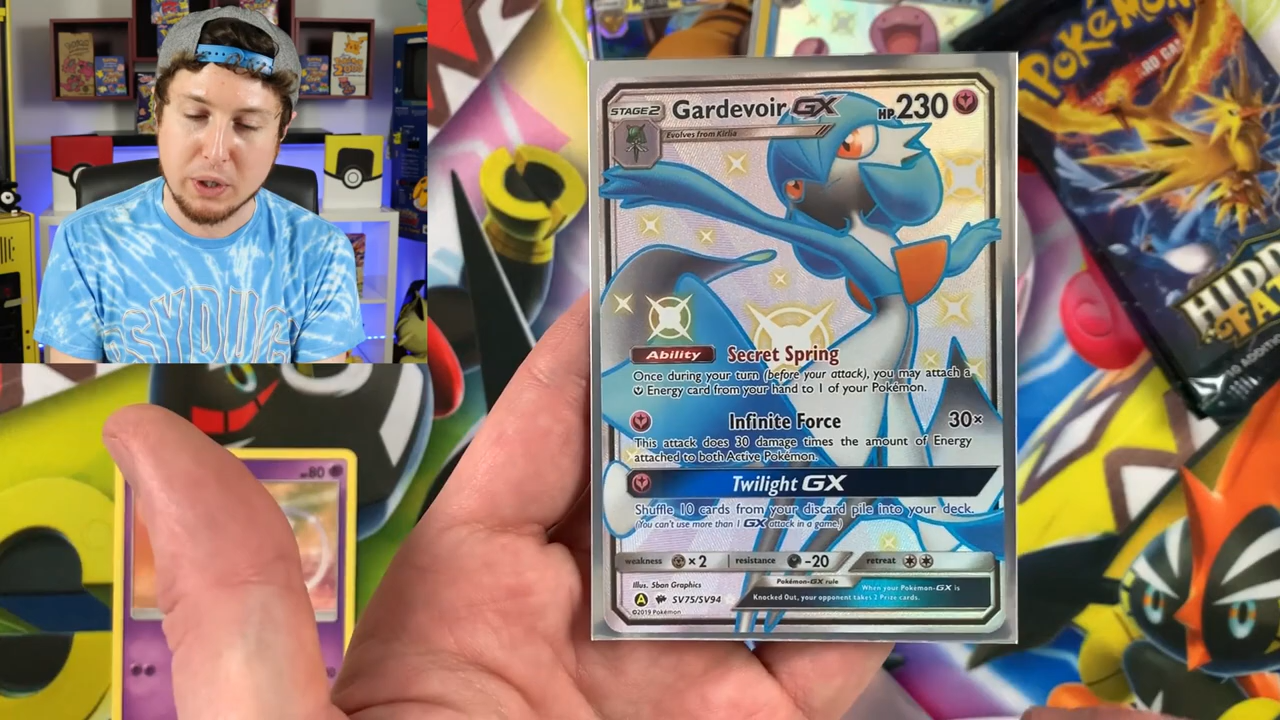 STAGE2 Gardevoir GX HP 230
Evolves from Kirlia
Ability Secret Spring
Once during your turn (before your attack), you may attach a
Energy card from your hand to 1 of your Pokémon.
Infinite Force 30×
This attack does 30 damage times the amount of Energy
attached to both Active Pokémon.
Twilight GX
Shuffle 10 cards from your discard pile into your deck.
(You can't use more than 1 GX attack in a game.)
weakness ×2 resistance -20 retreat
Illus. 5ban Graphics
A SV75/SV94
©2019 Pokémon
Pokémon-GX rule
When your Pokémon-GX is
Knocked Out, your opponent takes 2 Prize cards.
HP 80
PSYDUC
POKéMON